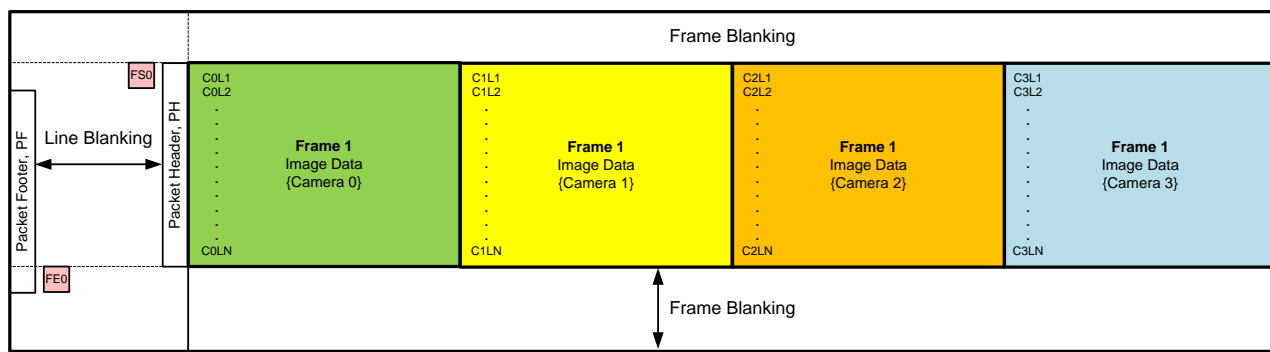 Frame Blanking
FS0
Packet Footer, PF
Line Blanking
Packet Header, PH
C0L1
C0L2
.
.
.
.
.
.
.
.
.
C0LN
Frame 1
Image Data
{Camera 0}
C1L1
C1L2
.
.
.
.
.
.
.
.
.
C1LN
Frame 1
Image Data
{Camera 1}
C2L1
C2L2
.
.
.
.
.
.
.
.
.
C2LN
Frame 1
Image Data
{Camera 2}
C3L1
C3L2
.
.
.
.
.
.
.
.
.
C3LN
Frame 1
Image Data
{Camera 3}
FE0
Frame Blanking